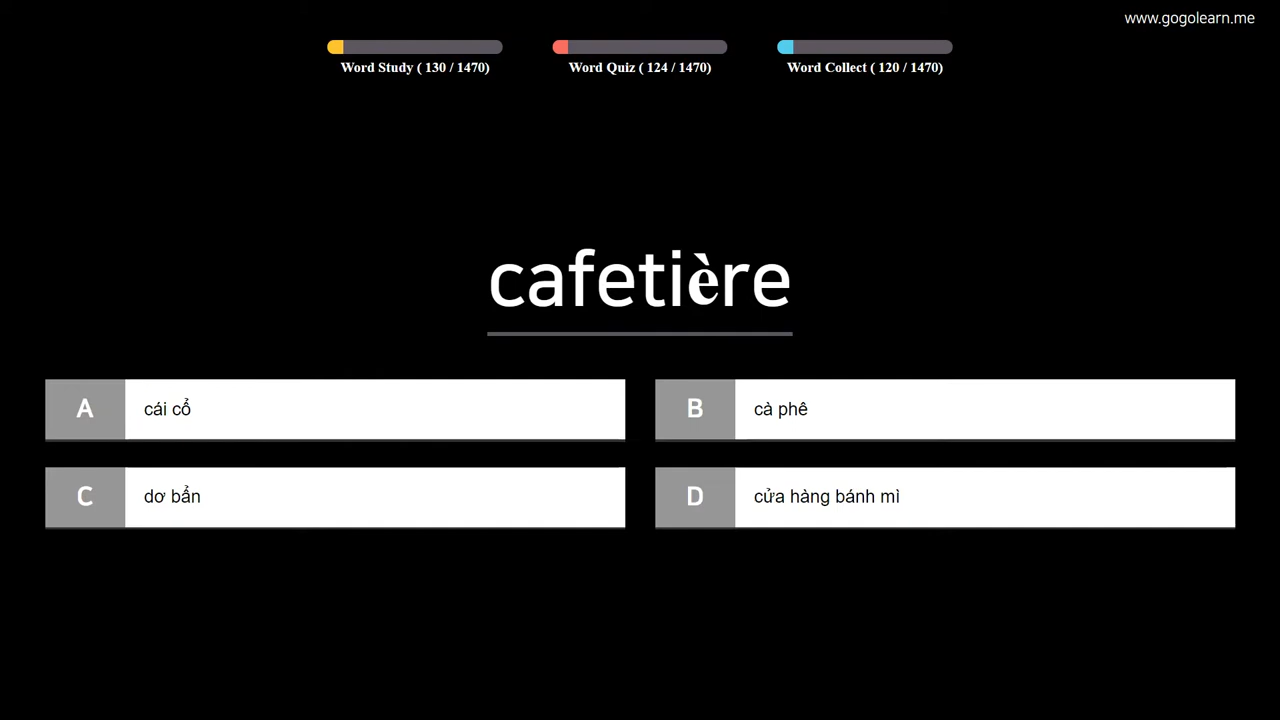 www.gogolearn.me
Word Study ( 130 / 1470)
Word Quiz ( 124 / 1470)
Word Collect ( 120 / 1470)
cafetière
A cái cổ
B cà phê
C dơ bẩn
D cửa hàng bánh mì